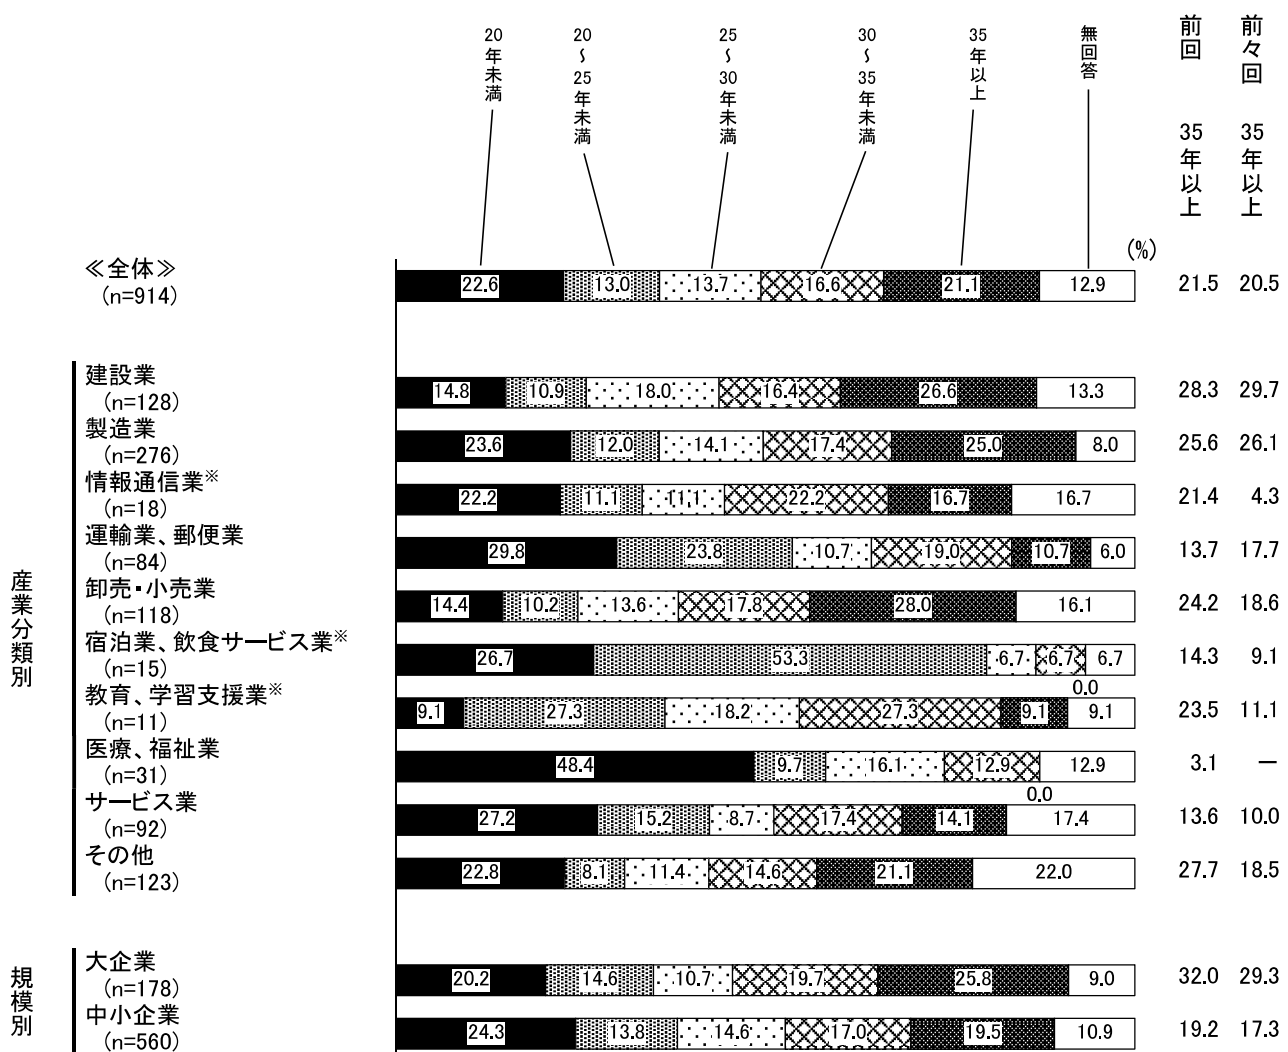 20年未満
20～25年未満
25～30年未満
30～35年未満
35年以上
無回答
前回 35年以上
前々回 35年以上
(%)
≪全体≫
(n=914)
22.6 13.0 13.7 16.6 21.1 12.9 21.5 20.5
産業分類別
建設業
(n=128)
14.8 10.9 18.0 16.4 26.6 13.3 28.3 29.7
製造業
(n=276)
23.6 12.0 14.1 17.4 25.0 8.0 25.6 26.1
情報通信業※
(n=18)
22.2 11.1 11.1 22.2 16.7 16.7 21.4 4.3
運輸業、郵便業
(n=84)
29.8 23.8 10.7 19.0 10.7 6.0 13.7 17.7
卸売・小売業
(n=118)
14.4 10.2 13.6 17.8 28.0 16.1 24.2 18.6
宿泊業、飲食サービス業※
(n=15)
26.7 53.3 6.7 6.7 6.7 14.3 9.1
0.0
教育、学習支援業※
(n=11)
9.1 27.3 18.2 27.3 9.1 9.1 23.5 11.1
医療、福祉業
(n=31)
48.4 9.7 16.1 12.9 12.9 3.1 －
0.0
サービス業
(n=92)
27.2 15.2 8.7 17.4 14.1 17.4 13.6 10.0
その他
(n=123)
22.8 8.1 11.4 14.6 21.1 22.0 27.7 18.5
規模別
大企業
(n=178)
20.2 14.6 10.7 19.7 25.8 9.0 32.0 29.3
中小企業
(n=560)
24.3 13.8 14.6 17.0 19.5 10.9 19.2 17.3